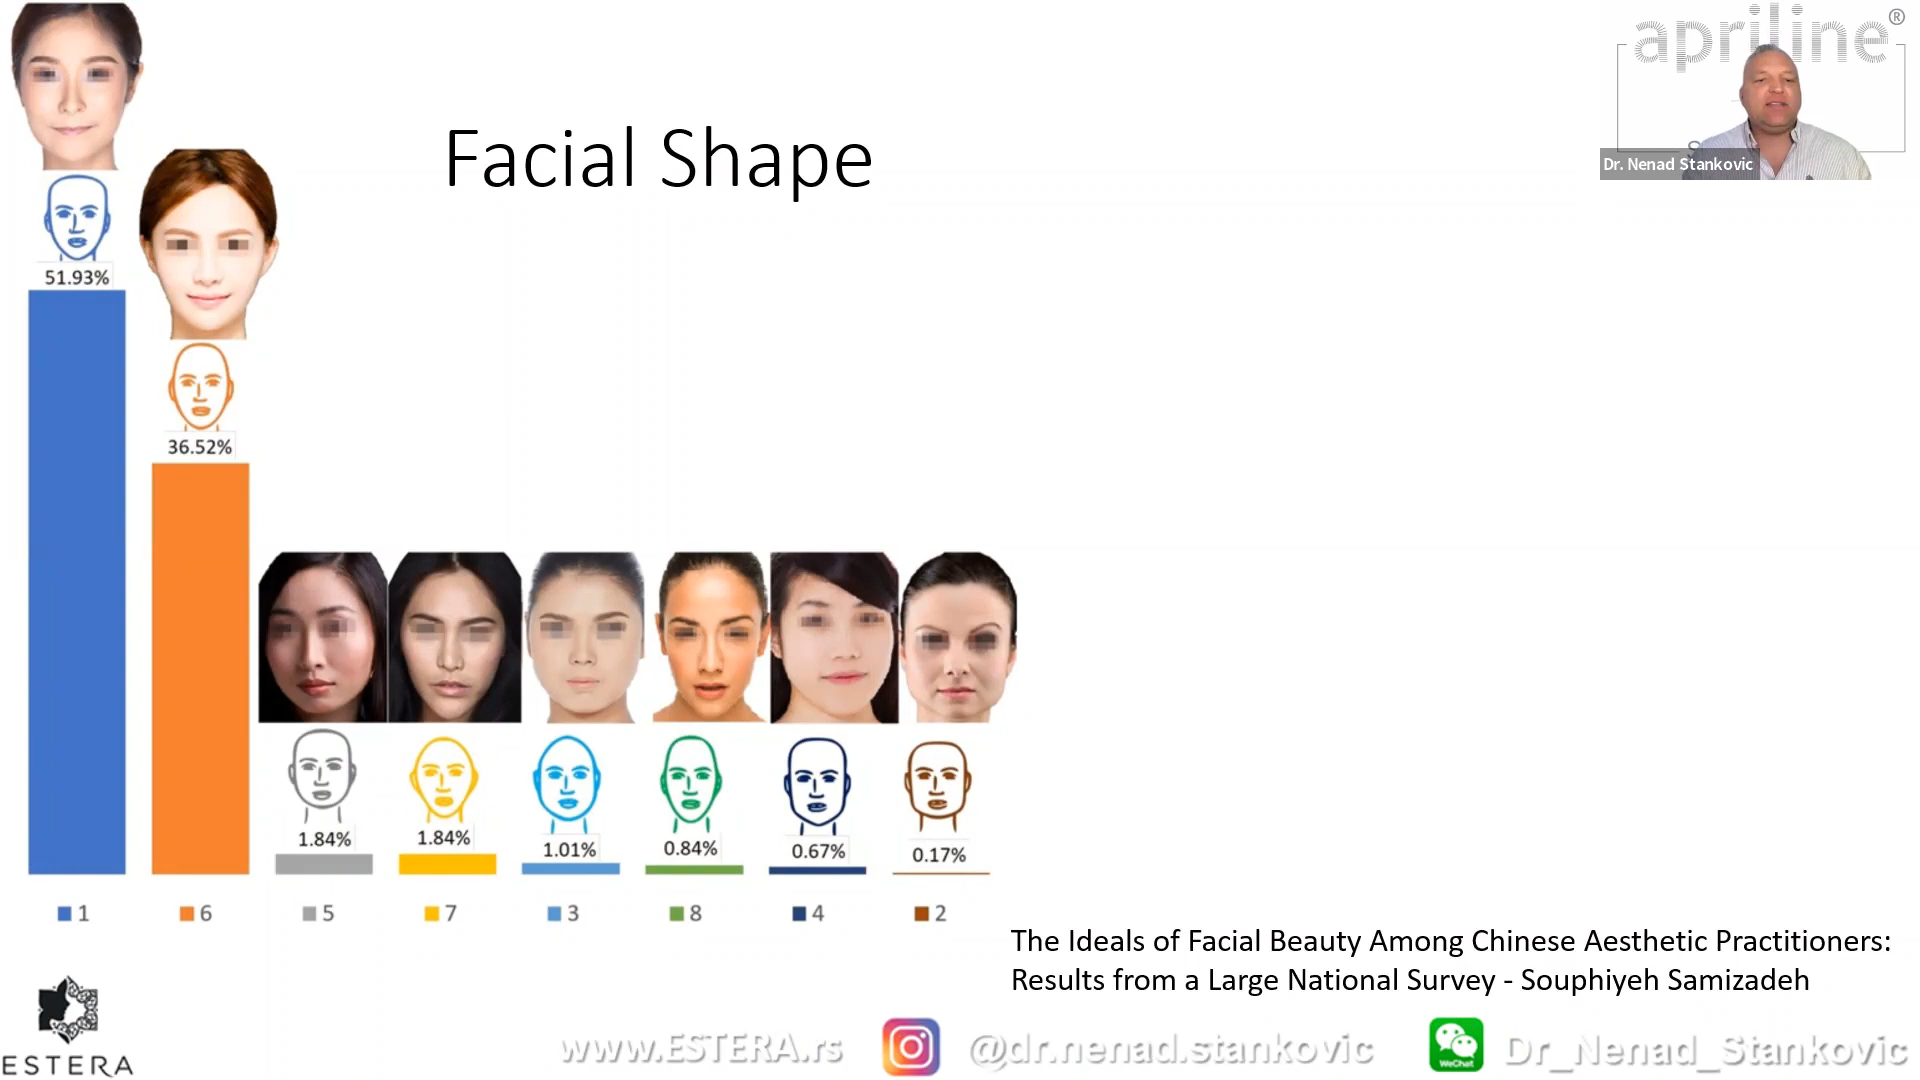 apriline®
S
Dr. Nenad Stankovic
Facial Shape
51.93%
36.52%
1.84%
1.84%
1.01%
0.84%
0.67%
0.17%
1
6
5
7
3
8
4
2
The Ideals of Facial Beauty Among Chinese Aesthetic Practitioners:
Results from a Large National Survey - Souphiyeh Samizadeh
ESTERA
www.ESTERA.rs
@dr.nenad.stankovic
WeChat
Dr_Nenad_Stankovic